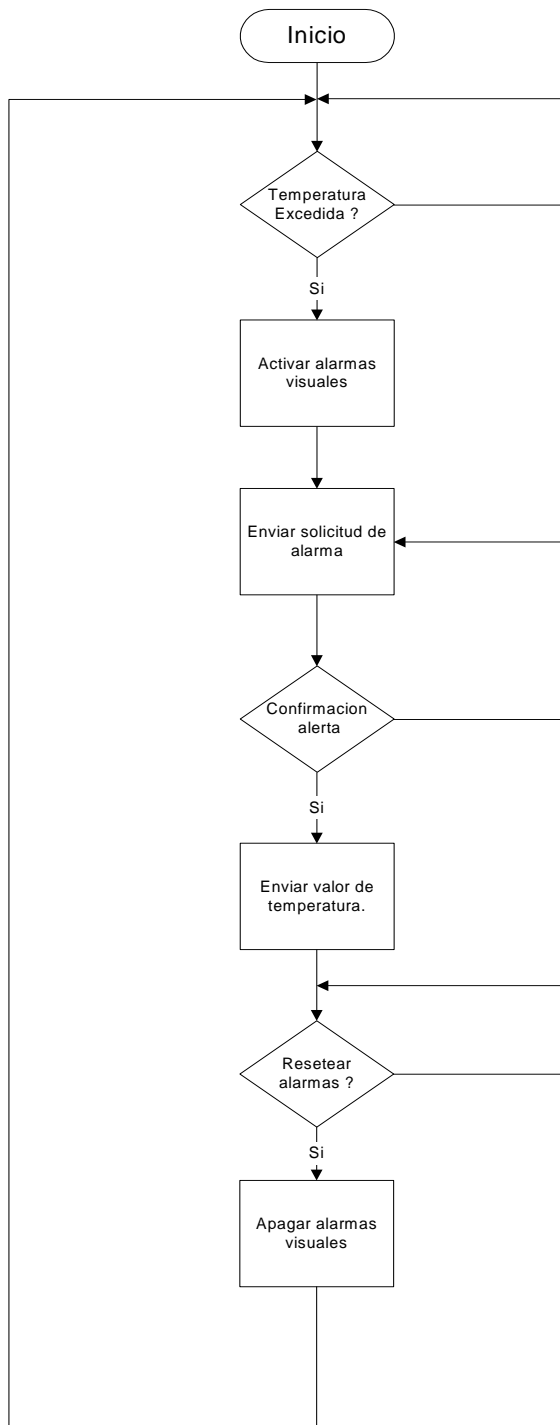 Inicio
Temperatura
Excedida ?
Si
Activar alarmas
visuales
Enviar solicitud de
alarma
Confirmacion
alerta
Si
Enviar valor de
temperatura.
Resetear
alarmas ?
Si
Apagar alarmas
visuales